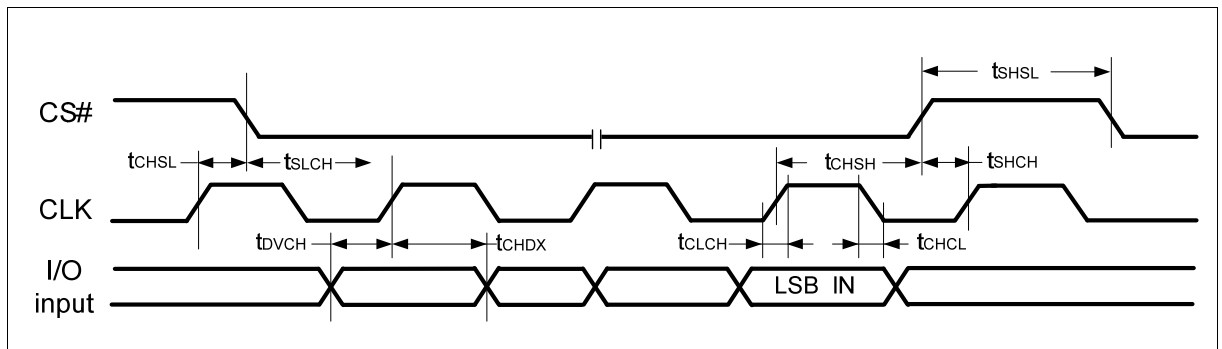 tSHSL
CS#
tCHSL tSLCH tCHSH tSHCH
CLK
tDVCH tCHDX tCLCH tCHCL
I/O
input
LSB IN